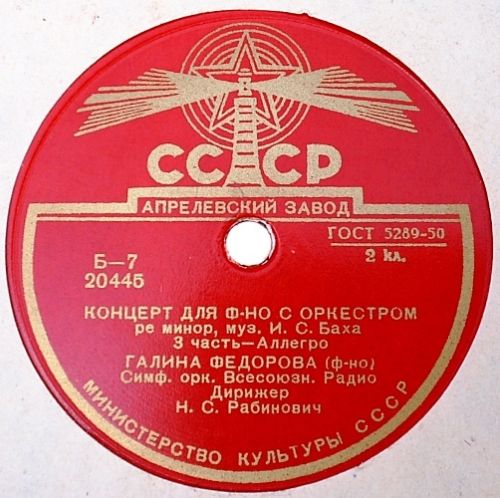 СССР
АПРЕЛЕВСКИЙ ЗАВОД
ГОСТ 5289-50
Б—7
2 кл.
20445
КОНЦЕРТ ДЛЯ Ф-НО С ОРКЕСТРОМ
ре минор, муз. И. С. Баха
3 часть—Аллегро
ГАЛИНА ФЕДОРОВА (ф-но)
Симф. орк. Всесоюзн. Радио
Дирижер
Н. С. Рабинович
МИНИСТЕРСТВО КУЛЬТУРЫ СССР